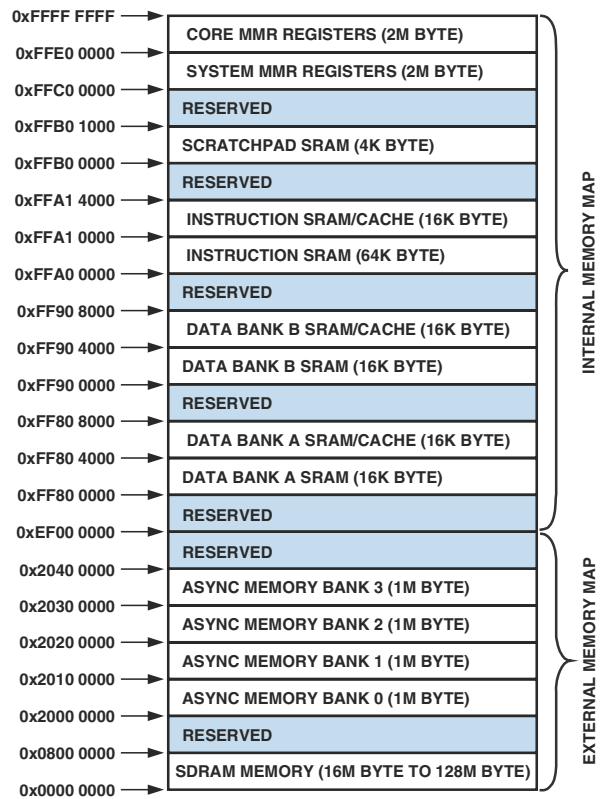 0xFFFF FFFF
CORE MMR REGISTERS (2M BYTE)
0xFFE0 0000
SYSTEM MMR REGISTERS (2M BYTE)
0xFFC0 0000
RESERVED
0xFFB0 1000
SCRATCHPAD SRAM (4K BYTE)
0xFFB0 0000
RESERVED
0xFFA1 4000
INSTRUCTION SRAM/CACHE (16K BYTE)
0xFFA1 0000
INSTRUCTION SRAM (64K BYTE)
0xFFA0 0000
RESERVED
0xFF90 8000
DATA BANK B SRAM/CACHE (16K BYTE)
0xFF90 4000
DATA BANK B SRAM (16K BYTE)
0xFF90 0000
RESERVED
0xFF80 8000
DATA BANK A SRAM/CACHE (16K BYTE)
0xFF80 4000
DATA BANK A SRAM (16K BYTE)
0xFF80 0000
RESERVED
0xEF00 0000
RESERVED
0x2040 0000
ASYNC MEMORY BANK 3 (1M BYTE)
0x2030 0000
ASYNC MEMORY BANK 2 (1M BYTE)
0x2020 0000
ASYNC MEMORY BANK 1 (1M BYTE)
0x2010 0000
ASYNC MEMORY BANK 0 (1M BYTE)
0x2000 0000
RESERVED
0x0800 0000
SDRAM MEMORY (16M BYTE TO 128M BYTE)
0x0000 0000
INTERNAL MEMORY MAP
EXTERNAL MEMORY MAP